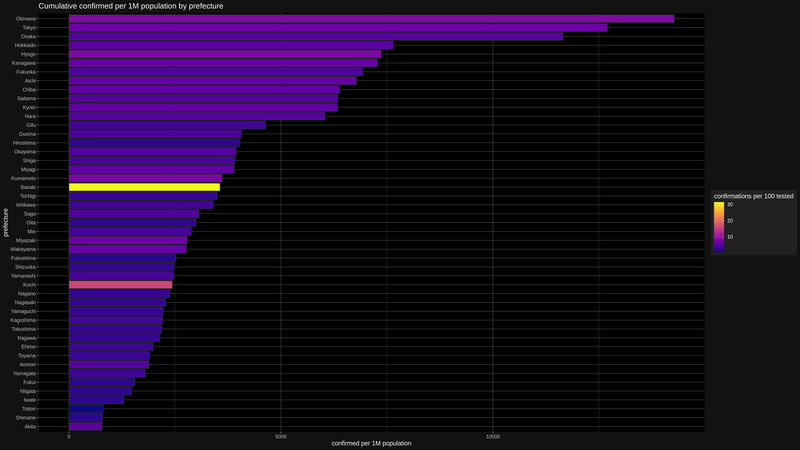 Cumulative confirmed per 1M population by prefecture
Okinawa
Tokyo
Osaka
Hokkaido
Hyogo
Kanagawa
Fukuoka
Aichi
Chiba
Saitama
Kyoto
Nara
Gifu
Gunma
Hiroshima
Okayama
Shiga
Miyagi
Kumamoto
Ibaraki
Tochigi
Ishikawa
Saga
Oita
Mie
Miyazaki
Wakayama
Fukushima
Shizuoka
Yamanashi
Kochi
Nagano
Nagasaki
Yamaguchi
Kagoshima
Tokushima
Kagawa
Ehime
Toyama
Aomori
Yamagata
Fukui
Niigata
Iwate
Tottori
Shimane
Akita
prefecture
0 5000 10000
confirmed per 1M population
confirmations per 100 tested
30
20
10